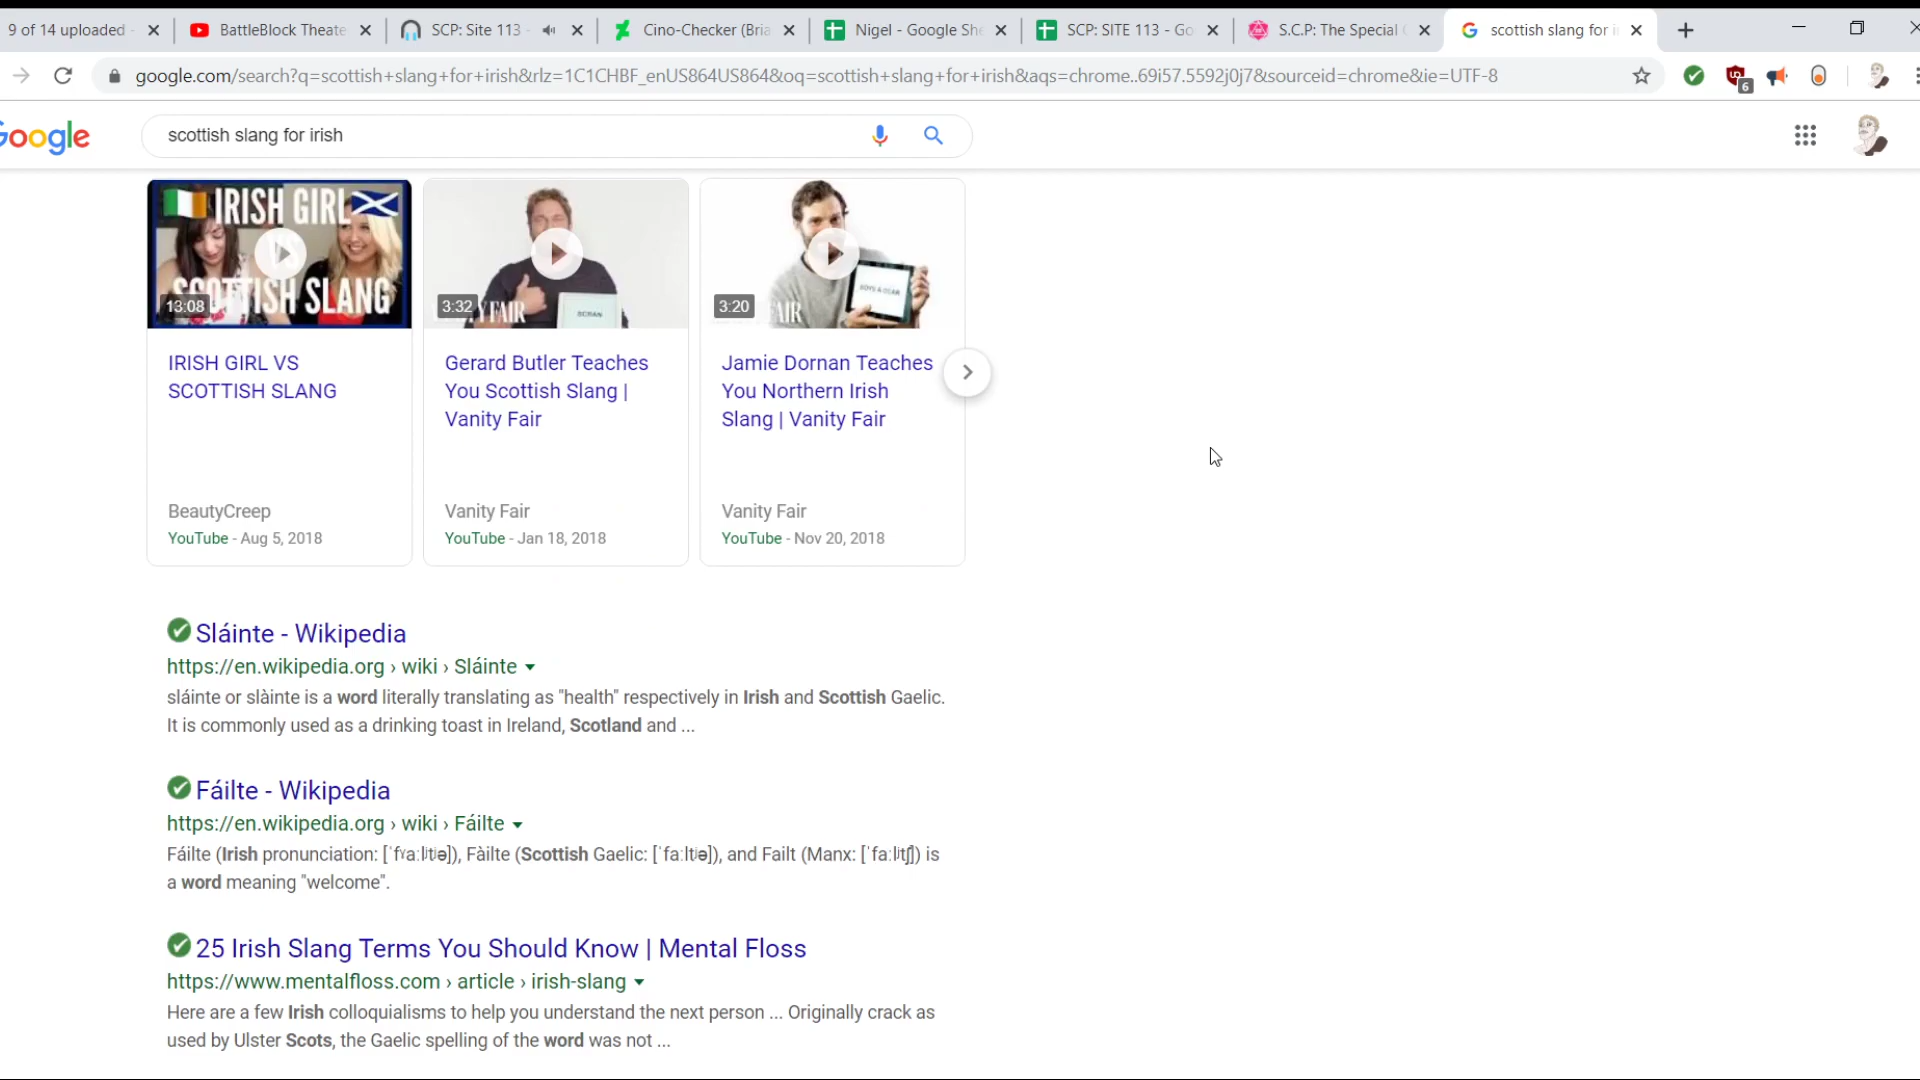 9 of 14 uploaded
BattleBlock Theate
SCP: Site 113
Cino-Checker (Bria
Nigel - Google She
SCP: SITE 113 - Go
S.C.P: The Special
scottish slang for i
google.com/search?q=scottish+slang+for+irish&rlz=1C1CHBF_enUS864US864&oq=scottish+slang+for+irish&aqs=chrome..69i57.5592j0j7&sourceid=chrome&ie=UTF-8
6
Google
scottish slang for irish
IRISH GIRL
SCOTTISH SLANG
13:08
3:32
FAIR
SCRAN
3:20
AIR
IRISH GIRL VS
SCOTTISH SLANG
BeautyCreep
YouTube - Aug 5, 2018
Gerard Butler Teaches
You Scottish Slang |
Vanity Fair
Vanity Fair
YouTube - Jan 18, 2018
Jamie Dornan Teaches
You Northern Irish
Slang | Vanity Fair
Vanity Fair
YouTube - Nov 20, 2018
Sláinte - Wikipedia
https://en.wikipedia.org › wiki › Sláinte
sláinte or slàinte is a word literally translating as "health" respectively in Irish and Scottish Gaelic.
It is commonly used as a drinking toast in Ireland, Scotland and ...
Fáilte - Wikipedia
https://en.wikipedia.org › wiki › Fáilte
Fáilte (Irish pronunciation: [ˈfˠaːlʲtʲə]), Fàilte (Scottish Gaelic: [ˈfaːltʲə]), and Failt (Manx: [ˈfaːlʲtʃ]) is
a word meaning "welcome".
25 Irish Slang Terms You Should Know | Mental Floss
https://www.mentalfloss.com › article › irish-slang
Here are a few Irish colloquialisms to help you understand the next person ... Originally crack as
used by Ulster Scots, the Gaelic spelling of the word was not ...